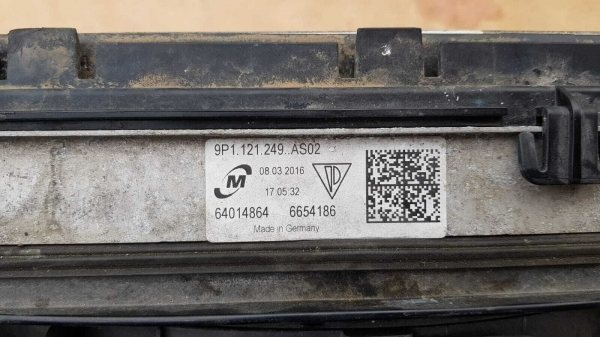 9P1.121.249..AS02
M
08 03.2016
17 05:32
64014864 6654186
Made in Germany